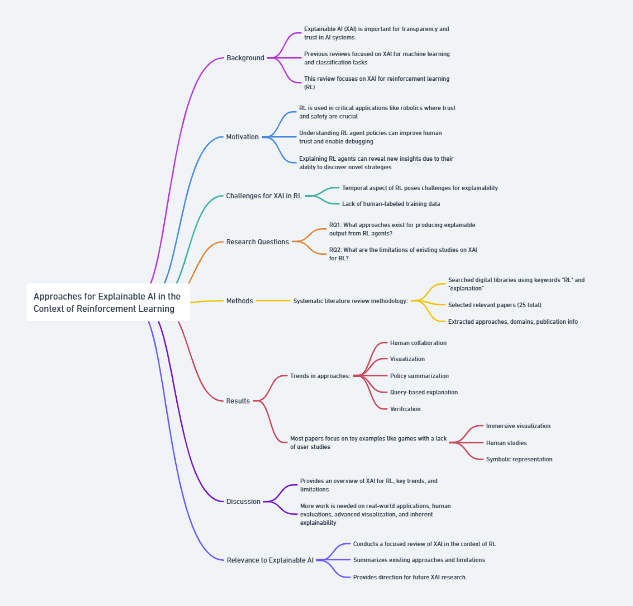 Approaches for Explainable AI in the
Context of Reinforcement Learning
Background
Explainable AI (XAI) is important for transparency and
trust in AI systems
Previous reviews focused on XAI for machine learning
and classification tasks
This review focuses on XAI for reinforcement learning
(RL)
Motivation
RL is used in critical applications like robotics where trust
and safety are crucial
Understanding RL agent policies can improve human
trust and enable debugging
Explaining RL agents can reveal new insights due to their
ability to discover novel strategies
Challenges for XAI in RL
Temporal aspect of RL poses challenges for explainability
Lack of human-labeled training data
Research Questions
RQ1: What approaches exist for producing explainable
output from RL agents?
RQ2: What are the limitations of existing studies on XAI
for RL?
Methods
Systematic literature review methodology:
Searched digital libraries using keywords "RL" and
"explanation"
Selected relevant papers (25 total)
Extracted approaches, domains, publication info
Results
Trends in approaches:
Human collaboration
Visualization
Policy summarization
Query-based explanation
Verification
Most papers focus on toy examples like games with a lack
of user studies
Immersive visualization
Human studies
Symbolic representation
Discussion
Provides an overview of XAI for RL, key trends, and
limitations
More work is needed on real-world applications, human
evaluations, advanced visualization, and inherent
explainability
Relevance to Explainable AI
Conducts a focused review of XAI in the context of RL
Summarizes existing approaches and limitations
Provides direction for future XAI research.